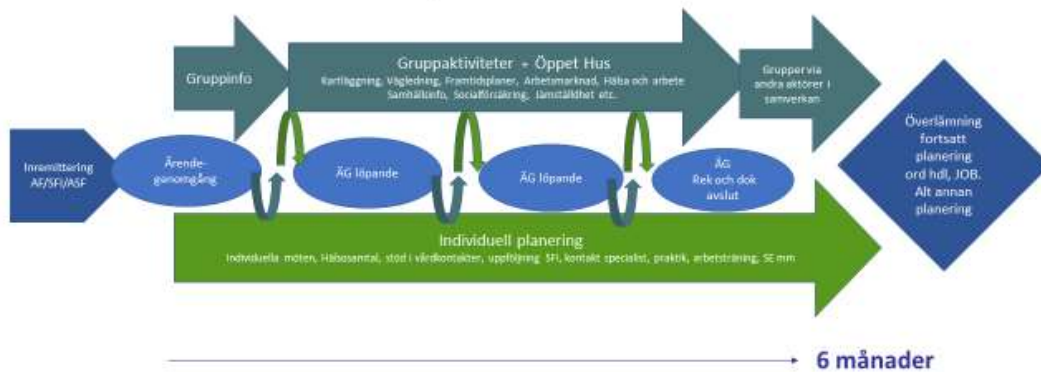 Gruppinfo
Gruppaktiviteter + Öppet Hus
Kartläggning, Vägledning, Framtidsplaner, Arbetsmarknad, Hälsa och arbete
Samhällsinfo, Socialförsäkring, Jämställdhet etc.
Grupper via
andra aktörer i
samverkan
Inremittering
AF/SFI/ASF
Ärende-
genomgång
ÄG löpande
ÄG löpande
ÄG
Rek och dok
avslut
Överlämning
fortsatt
planering
ord hdl, JOB.
Alt annan
planering
Individuell planering
Individuella möten, Hälsosamtal, stöd i vårdkontakter, uppföljning SFI, kontakt specialist, praktik, arbetsträning, SE mm
6 månader